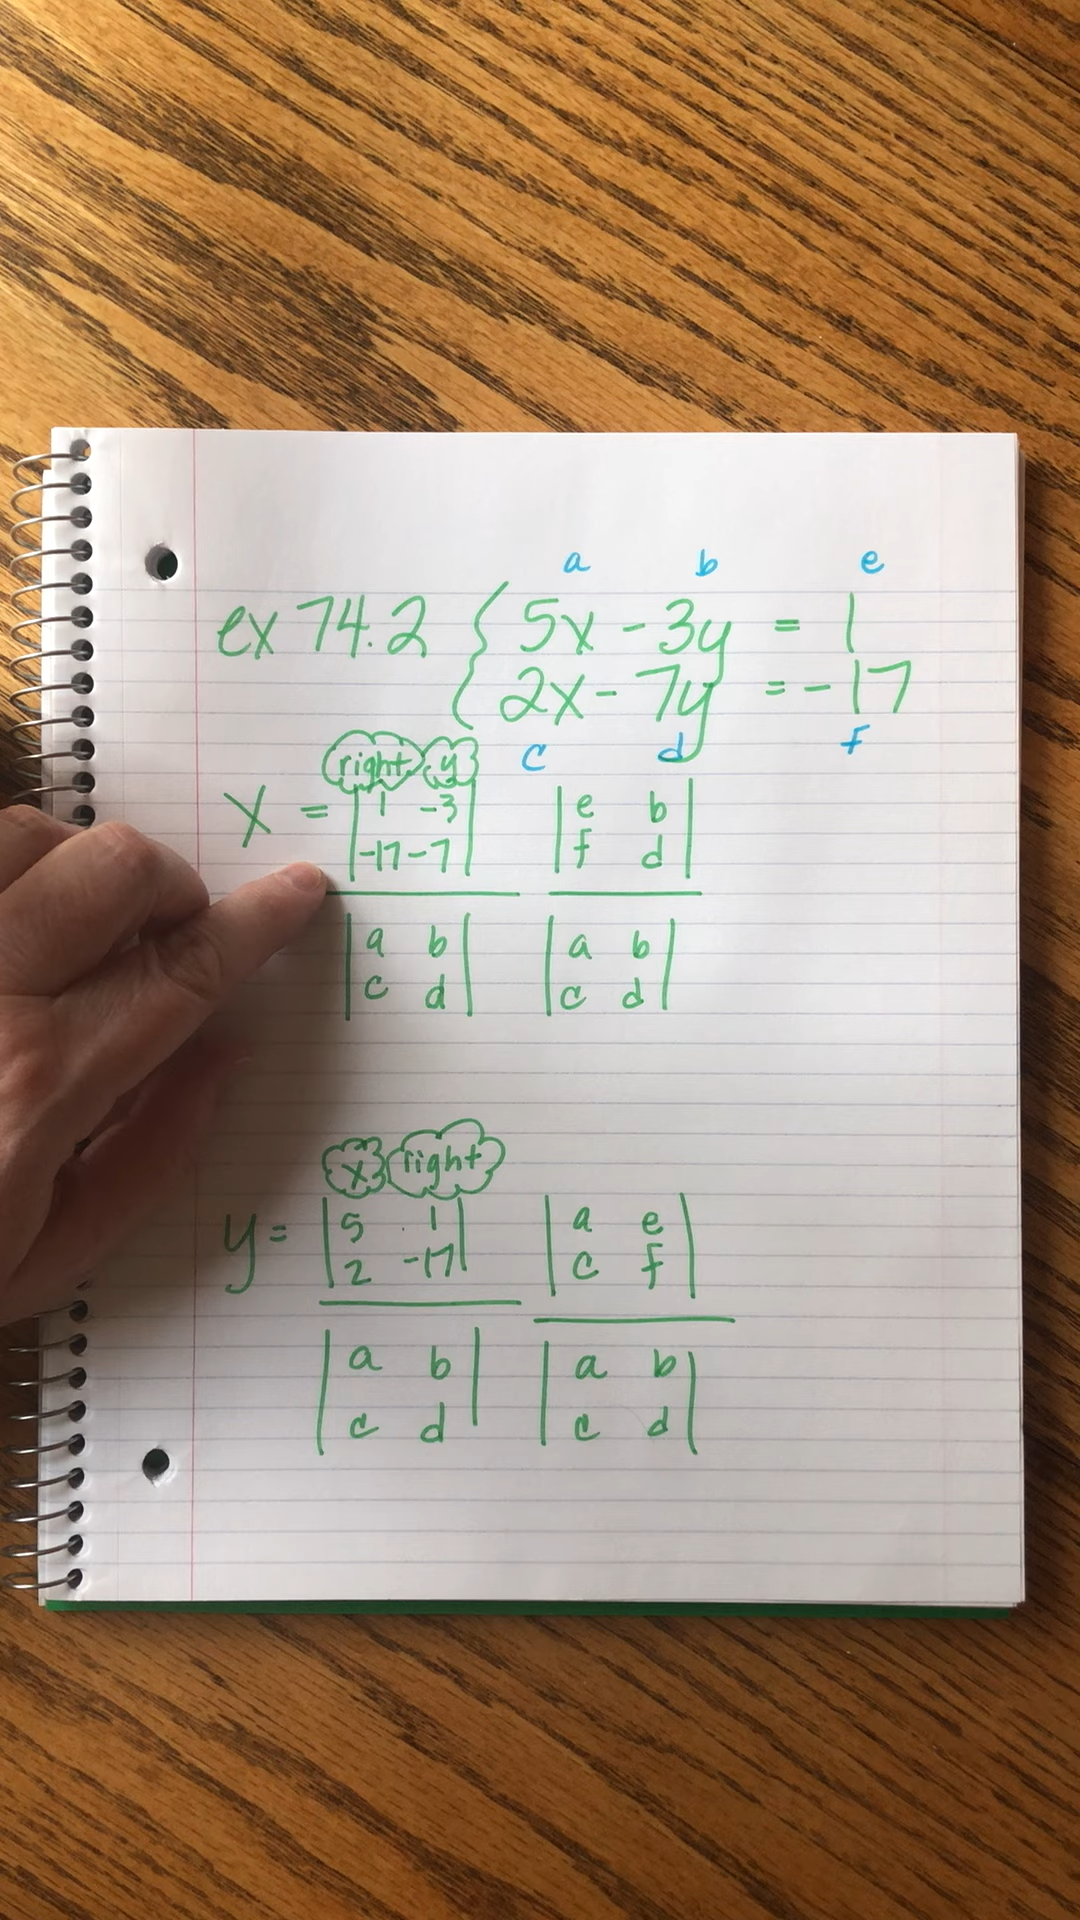 a b e
ex 74.2 { 5x - 3y = 1
2x - 7y = -17
c d f
right y
x = | 1 -3 | | e b |
| -17 -7 | | f d |
| a b | | a b |
| c d | | c d |
x right
y = | 5 1 | | a e |
| 2 -17 | | c f |
| a b | | a b |
| c d | | c d |